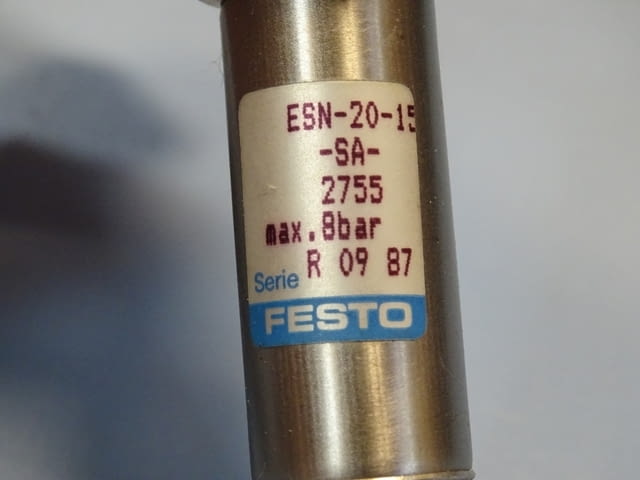 ESN-20-15
-SA-
2755
max.8bar
Serie R 09 87
FESTO